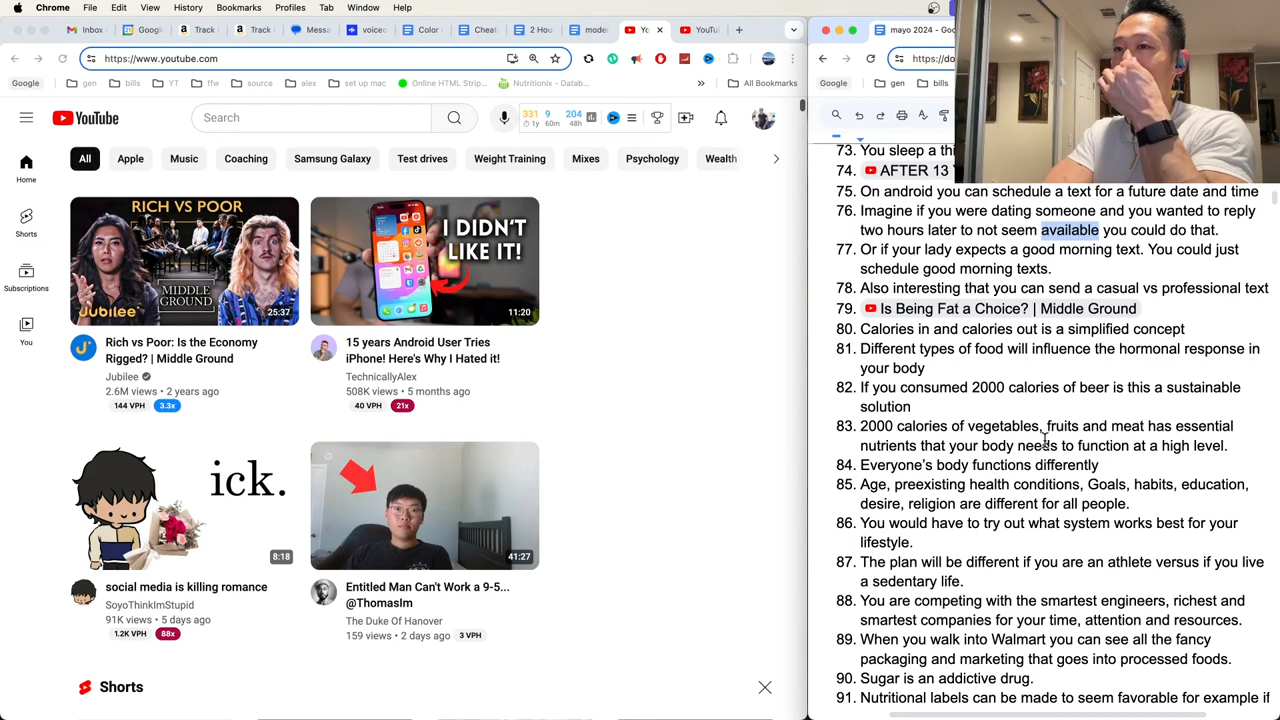 Chrome File Edit View History Bookmarks Profiles Tab Window Help
Inbox Googl Track Track Messa voicec Color Cheat 2 Hou moder Yo YouTu
mayo 2024 - Goo
https://www.youtube.com
https://do
Google gen bills YT ffw source alex set up mac Online HTML Strip... Nutritionix - Datab... All Bookmarks
Google gen bills
YouTube
Search
331 9 204
1y 60m 48h
Home
Shorts
Subscriptions
You
All Apple Music Coaching Samsung Galaxy Test drives Weight Training Mixes Psychology Wealth
RICH VS POOR
MIDDLE
GROUND
Jubilee
25:37
Rich vs Poor: Is the Economy
Rigged? | Middle Ground
Jubilee
2.6M views • 2 years ago
144 VPH 3.3x
I DIDN'T
LIKE IT!
11:20
15 years Android User Tries
iPhone! Here's Why I Hated it!
TechnicallyAlex
508K views • 5 months ago
40 VPH 21x
ick.
8:18
social media is killing romance
SoyoThinkImStupid
91K views • 5 days ago
1.2K VPH 88x
41:27
Entitled Man Can't Work a 9-5...
@ThomasIm
The Duke Of Hanover
159 views • 2 days ago 3 VPH
Shorts
73. You sleep a thi
74. AFTER 13
75. On android you can schedule a text for a future date and time
76. Imagine if you were dating someone and you wanted to reply
two hours later to not seem available you could do that.
77. Or if your lady expects a good morning text. You could just
schedule good morning texts.
78. Also interesting that you can send a casual vs professional text
79. Is Being Fat a Choice? | Middle Ground
80. Calories in and calories out is a simplified concept
81. Different types of food will influence the hormonal response in
your body
82. If you consumed 2000 calories of beer is this a sustainable
solution
83. 2000 calories of vegetables, fruits and meat has essential
nutrients that your body needs to function at a high level.
84. Everyone's body functions differently
85. Age, preexisting health conditions, Goals, habits, education,
desire, religion are different for all people.
86. You would have to try out what system works best for your
lifestyle.
87. The plan will be different if you are an athlete versus if you live
a sedentary life.
88. You are competing with the smartest engineers, richest and
smartest companies for your time, attention and resources.
89. When you walk into Walmart you can see all the fancy
packaging and marketing that goes into processed foods.
90. Sugar is an addictive drug.
91. Nutritional labels can be made to seem favorable for example if